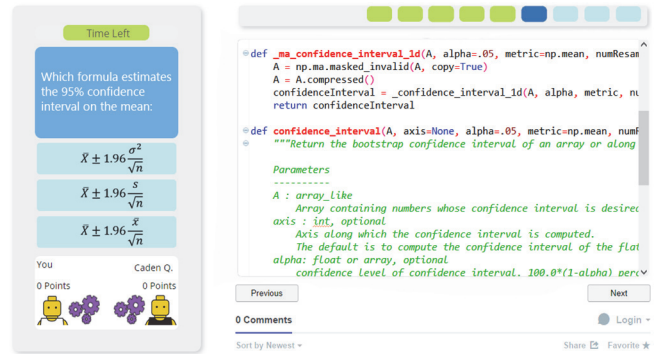 Time Left
Which formula estimates
the 95% confidence
interval on the mean:
X̄ ± 1.96 σ²/√n
X̄ ± 1.96 s/√n
X̄ ± 1.96 x̄/√n
You
Caden Q.
0 Points
0 Points
def _ma_confidence_interval_1d(A, alpha=.05, metric=np.mean, numResam
A = np.ma.masked_invalid(A, copy=True)
A = A.compressed()
confidenceInterval = _confidence_interval_1d(A, alpha, metric, nu
return confidenceInterval
def confidence_interval(A, axis=None, alpha=.05, metric=np.mean, numR
"""Return the bootstrap confidence interval of an array or along
Parameters
----------
A : array_like
Array containing numbers whose confidence interval is desired
axis : int, optional
Axis along which the confidence interval is computed.
The default is to compute the confidence interval of the flat
alpha: float or array, optional
confidence level of confidence interval. 100.0*(1-alpha) perc
Previous
Next
0 Comments
Login
Sort by Newest
Share
Favorite